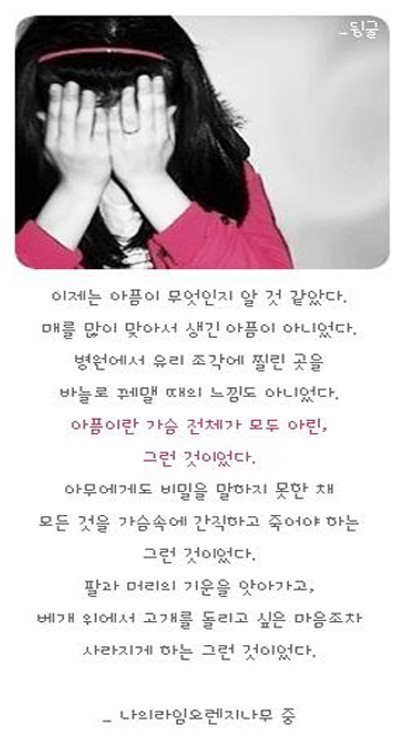 _뒹굴
이제는 아픔이 무엇인지 알 것 같았다.
매를 많이 맞아서 생긴 아픔이 아니었다.
병원에서 유리 조각에 찔린 곳을
바늘로 꿰맬 때의 느낌도 아니었다.
아픔이란 가슴 전체가 모두 아린,
그런 것이었다.
아무에게도 비밀을 말하지 못한 채
모든 것을 가슴속에 간직하고 죽어야 하는
그런 것이었다.
팔과 머리의 기운을 앗아가고,
베개 위에서 고개를 돌리고 싶은 마음조차
사라지게 하는 그런 것이었다.
_ 나의라임오렌지나무 중